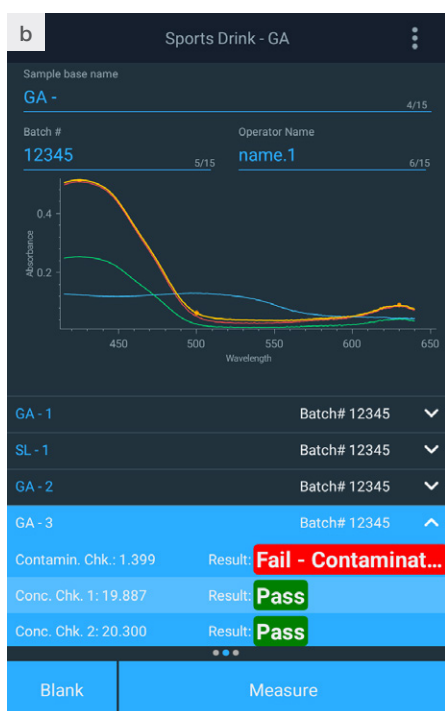 b
Sports Drink - GA
Sample base name
GA -
4/15
Batch # Operator Name
12345 5/15 name.1 6/15
0.4
Absorbance
0.2
450 500 550 600 650
Wavelength
GA - 1 Batch# 12345
SL - 1 Batch# 12345
GA - 2 Batch# 12345
GA - 3 Batch# 12345
Contamin. Chk.: 1.399 Result: Fail - Contaminat...
Conc. Chk. 1: 19.887 Result: Pass
Conc. Chk. 2: 20.300 Result: Pass
Blank Measure